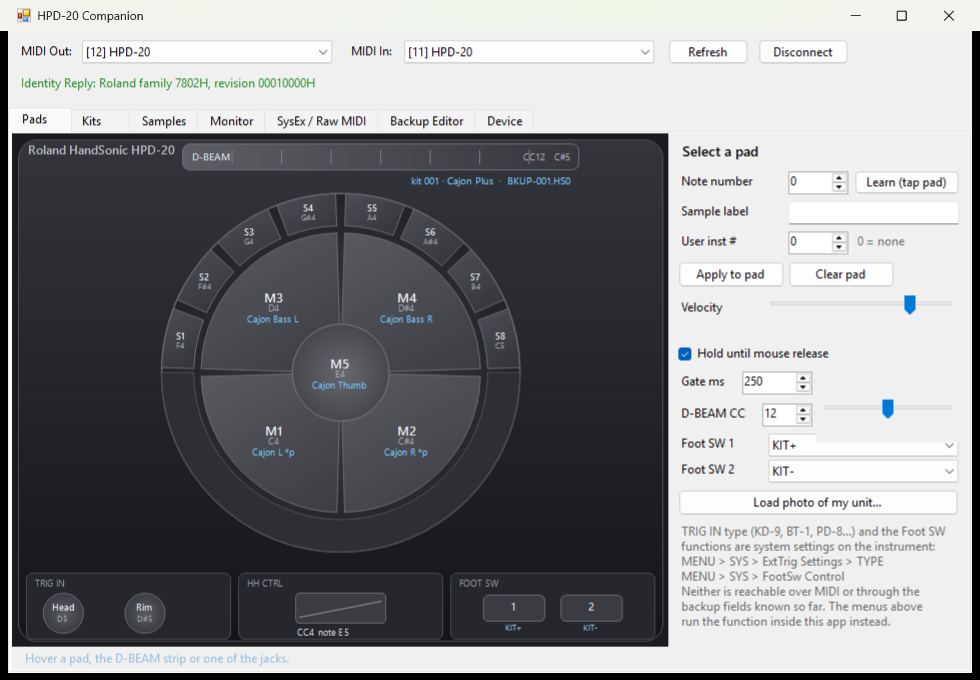 HPD-20 Companion
MIDI Out: [12] HPD-20 MIDI In: [11] HPD-20 Refresh Disconnect
Identity Reply: Roland family 7802H, revision 00010000H
Pads Kits Samples Monitor SysEx / Raw MIDI Backup Editor Device
Roland HandSonic HPD-20 D-BEAM CC12 C#5
kit 001 · Cajon Plus · BKUP-001.HS0
S4
G#4
S5
A4
S3
G4
S6
A#4
S2
F#4
S7
B4
S1
F4
S8
C5
M3
D4
Cajon Bass L
M4
D#4
Cajon Bass R
M5
E4
Cajon Thumb
M1
C4
Cajon L *p
M2
C#4
Cajon R *p
TRIG IN
Head
D5
Rim
D#5
HH CTRL
CC4 note E5
FOOT SW
1
KIT+
2
KIT-
Hover a pad, the D-BEAM strip or one of the jacks.
Select a pad
Note number 0 Learn (tap pad)
Sample label
User inst # 0 0 = none
Apply to pad Clear pad
Velocity
Hold until mouse release
Gate ms 250
D-BEAM CC 12
Foot SW 1 KIT+
Foot SW 2 KIT-
Load photo of my unit...
TRIG IN type (KD-9, BT-1, PD-8...) and the Foot SW
functions are system settings on the instrument:
MENU > SYS > ExtTrig Settings > TYPE
MENU > SYS > FootSw Control
Neither is reachable over MIDI or through the
backup fields known so far. The menus above
run the function inside this app instead.